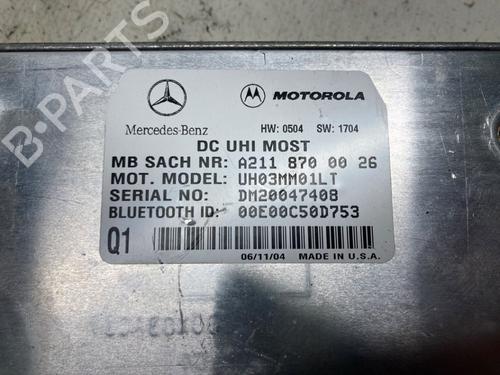 B-PARTS
MOTOROLA
Mercedes-Benz HW: 0504 SW: 1704
DC UHI MOST
MB SACH NR: A211 870 00 26
MOT. MODEL: UH03MM01LT
SERIAL NO: DM20047408
BLUETOOTH ID: 00E00C50D753
Q1 06/11/04 MADE IN U.S.A.